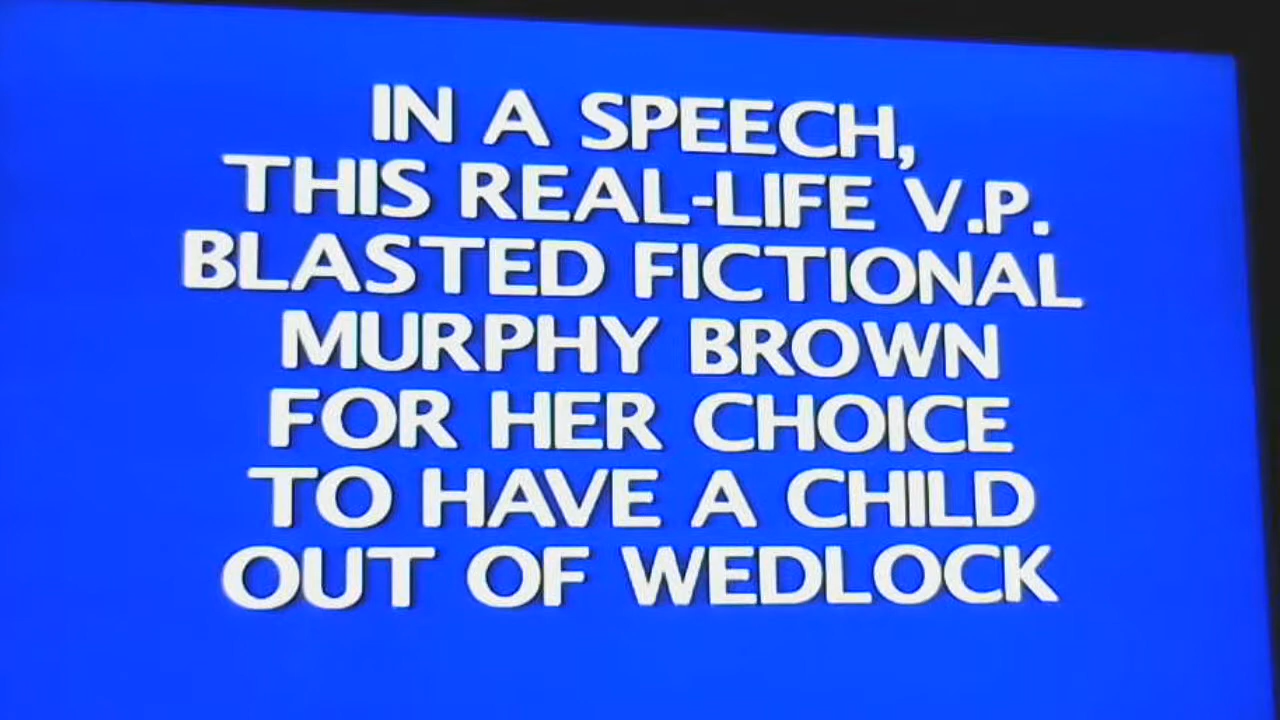 IN A SPEECH,
THIS REAL-LIFE V.P.
BLASTED FICTIONAL
MURPHY BROWN
FOR HER CHOICE
TO HAVE A CHILD
OUT OF WEDLOCK